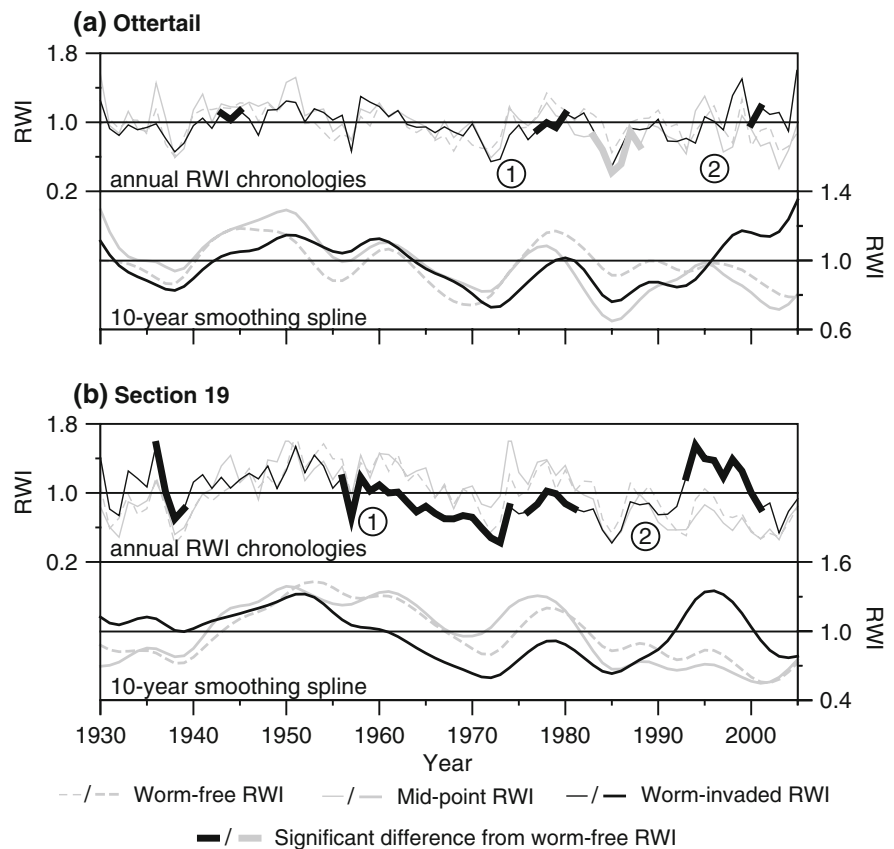 (a) Ottertail
1.8
RWI
1.0
0.2
annual RWI chronologies
1
2
1.4
RWI
1.0
0.6
10-year smoothing spline
(b) Section 19
1.8
RWI
1.0
0.2
annual RWI chronologies
1
2
1.6
RWI
1.0
0.4
10-year smoothing spline
1930 1940 1950 1960 1970 1980 1990 2000
Year
/ Worm-free RWI / Mid-point RWI / Worm-invaded RWI
/ Significant difference from worm-free RWI